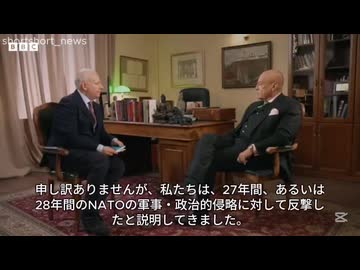 shortshort_news
BBC
申し訳ありませんが、私たちは、27年間、あるいは
28年間のNATOの軍事・政治的侵略に対して反撃し
たと説明してきました。
CapCut